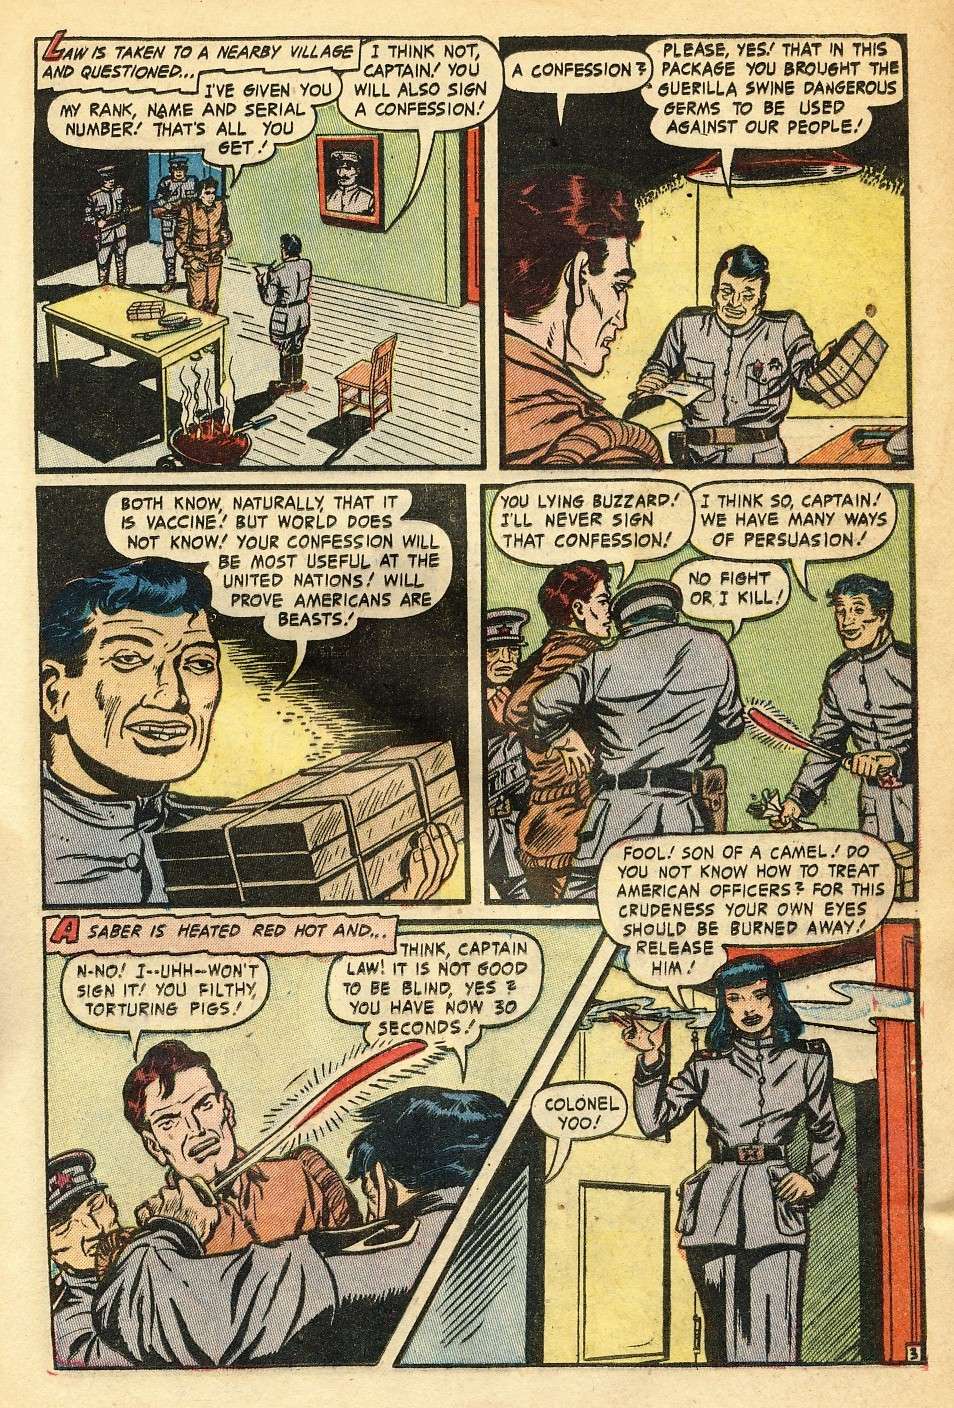 LAW IS TAKEN TO A NEARBY VILLAGE
AND QUESTIONED...
I'VE GIVEN YOU
MY RANK, NAME AND SERIAL
NUMBER! THAT'S ALL YOU
GET!
I THINK NOT,
CAPTAIN! YOU
WILL ALSO SIGN
A CONFESSION!
A CONFESSION?
PLEASE, YES! THAT IN THIS
PACKAGE YOU BROUGHT THE
GUERILLA SWINE DANGEROUS
GERMS TO BE USED
AGAINST OUR PEOPLE!
BOTH KNOW, NATURALLY, THAT IT
IS VACCINE! BUT WORLD DOES
NOT KNOW! YOUR CONFESSION WILL
BE MOST USEFUL AT THE
UNITED NATIONS! WILL
PROVE AMERICANS ARE
BEASTS!
YOU LYING BUZZARD!
I'LL NEVER SIGN
THAT CONFESSION!
I THINK SO, CAPTAIN!
WE HAVE MANY WAYS
OF PERSUASION!
NO FIGHT
OR I KILL!
A SABER IS HEATED RED HOT AND...
N-NO! I--UHH--WON'T
SIGN IT! YOU FILTHY,
TORTURING PIGS!
THINK, CAPTAIN
LAW! IT IS NOT GOOD
TO BE BLIND, YES?
YOU HAVE NOW 30
SECONDS!
FOOL! SON OF A CAMEL! DO
YOU NOT KNOW HOW TO TREAT
AMERICAN OFFICERS? FOR THIS
CRUDENESS YOUR OWN EYES
SHOULD BE BURNED AWAY!
RELEASE
HIM!
COLONEL
YOO!
3